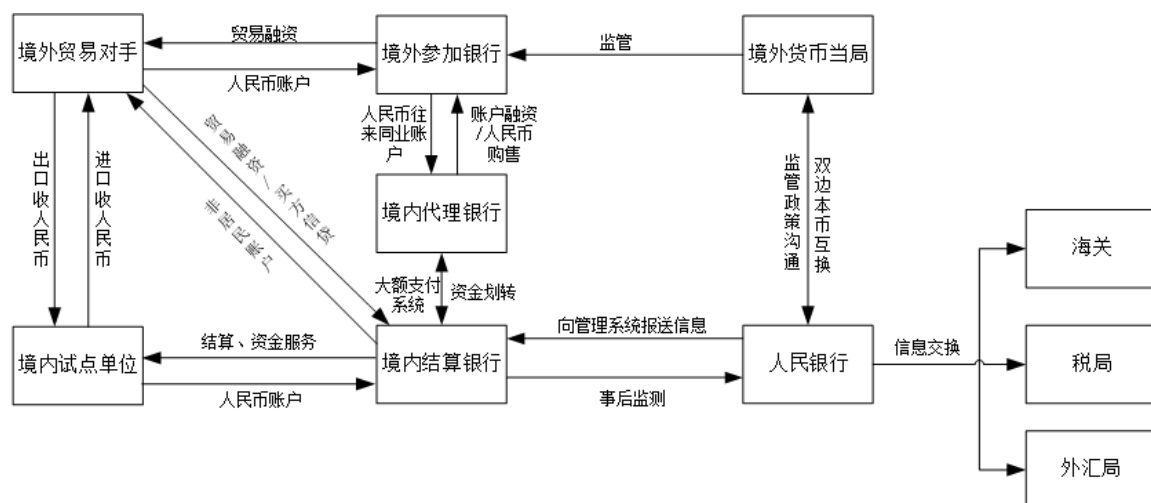 境外贸易对手
贸易融资
人民币账户
境外参加银行
监管
境外货币当局
出口收人民币
进口收人民币
贸易融资/买方信贷
非居民账户
人民币往
来同业账
户
账户融资
/人民币
购售
境内代理银行
监管政策沟通
双边本币互换
大额支付
系统
资金划转
境内试点单位
结算、资金服务
人民币账户
境内结算银行
向管理系统报送信息
事后监测
人民银行
信息交换
海关
税局
外汇局